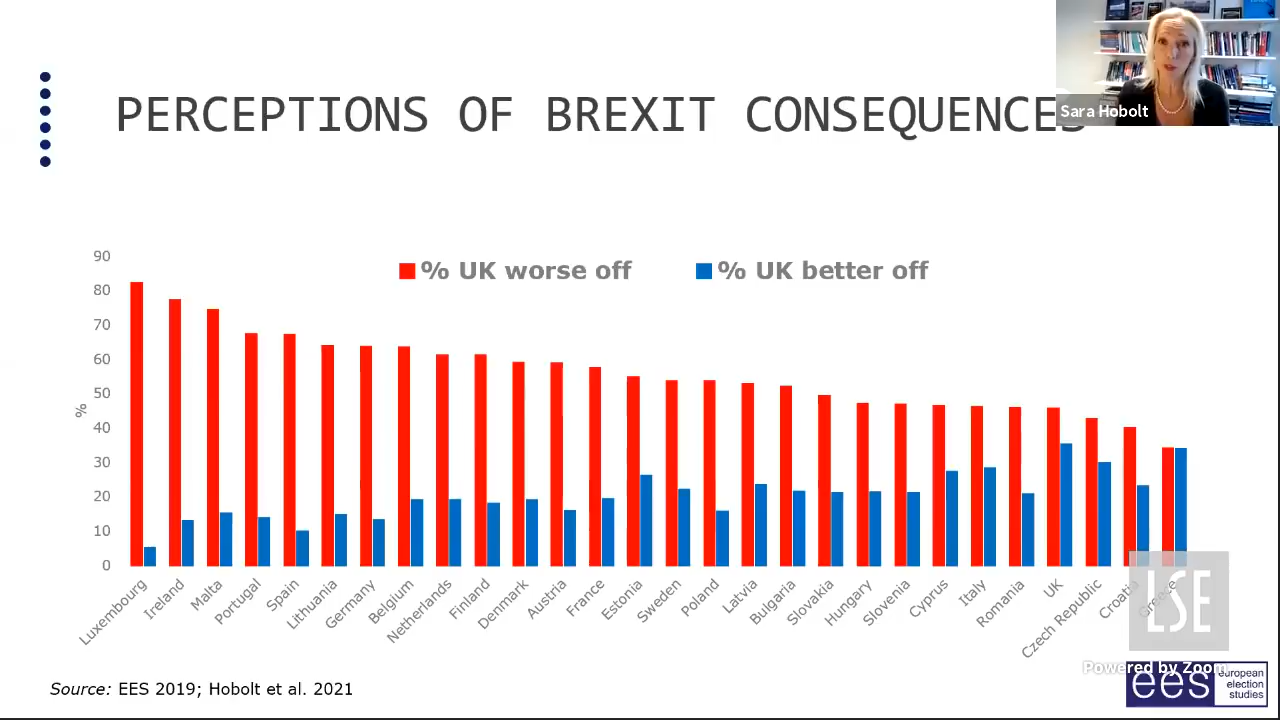 PERCEPTIONS OF BREXIT CONSEQUENCES
Sara Hobolt
% UK worse off
% UK better off
90
80
70
60
50
40
30
20
10
0
%
Luxembourg
Ireland
Malta
Portugal
Spain
Lithuania
Germany
Belgium
Netherlands
Finland
Denmark
Austria
France
Estonia
Sweden
Poland
Latvia
Bulgaria
Slovakia
Hungary
Slovenia
Cyprus
Italy
Romania
UK
Czech Republic
Croatia
Greece
LSE
Powered by Zoom
Source: EES 2019; Hobolt et al. 2021
ees
european
election
studies